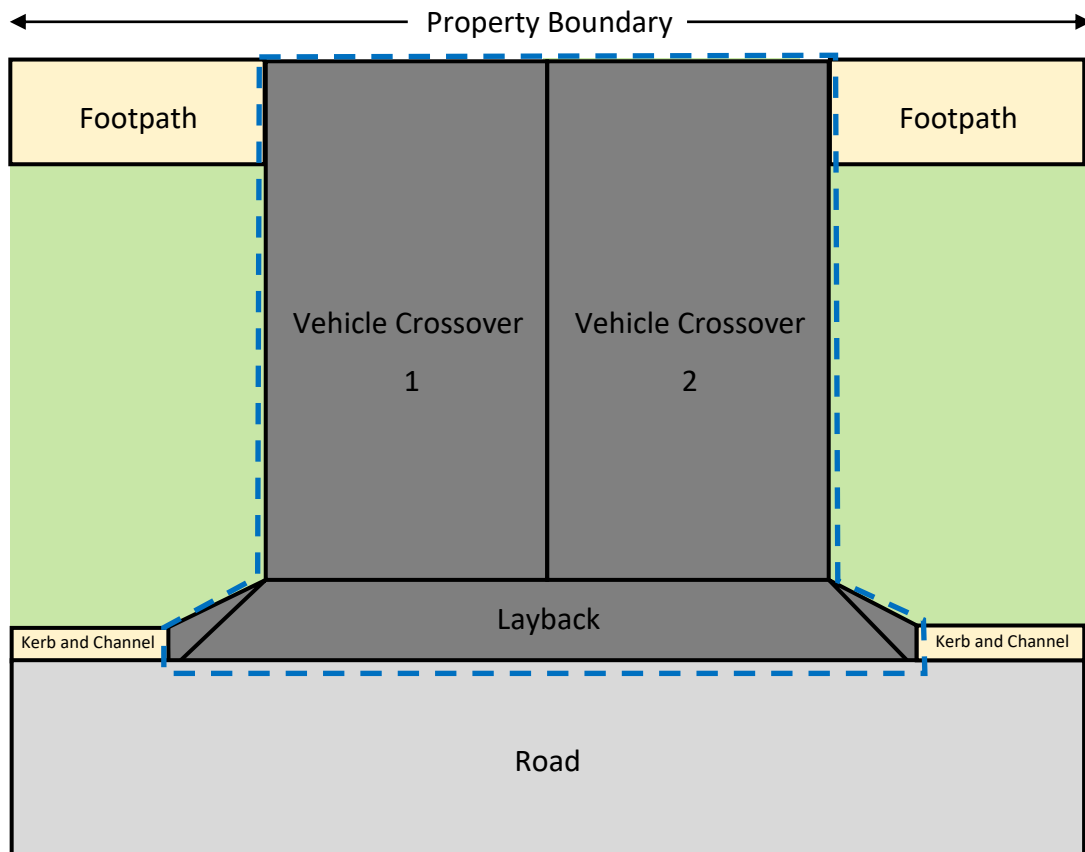 Property Boundary
Footpath
Footpath
Vehicle Crossover
1
Vehicle Crossover
2
Layback
Kerb and Channel
Kerb and Channel
Road